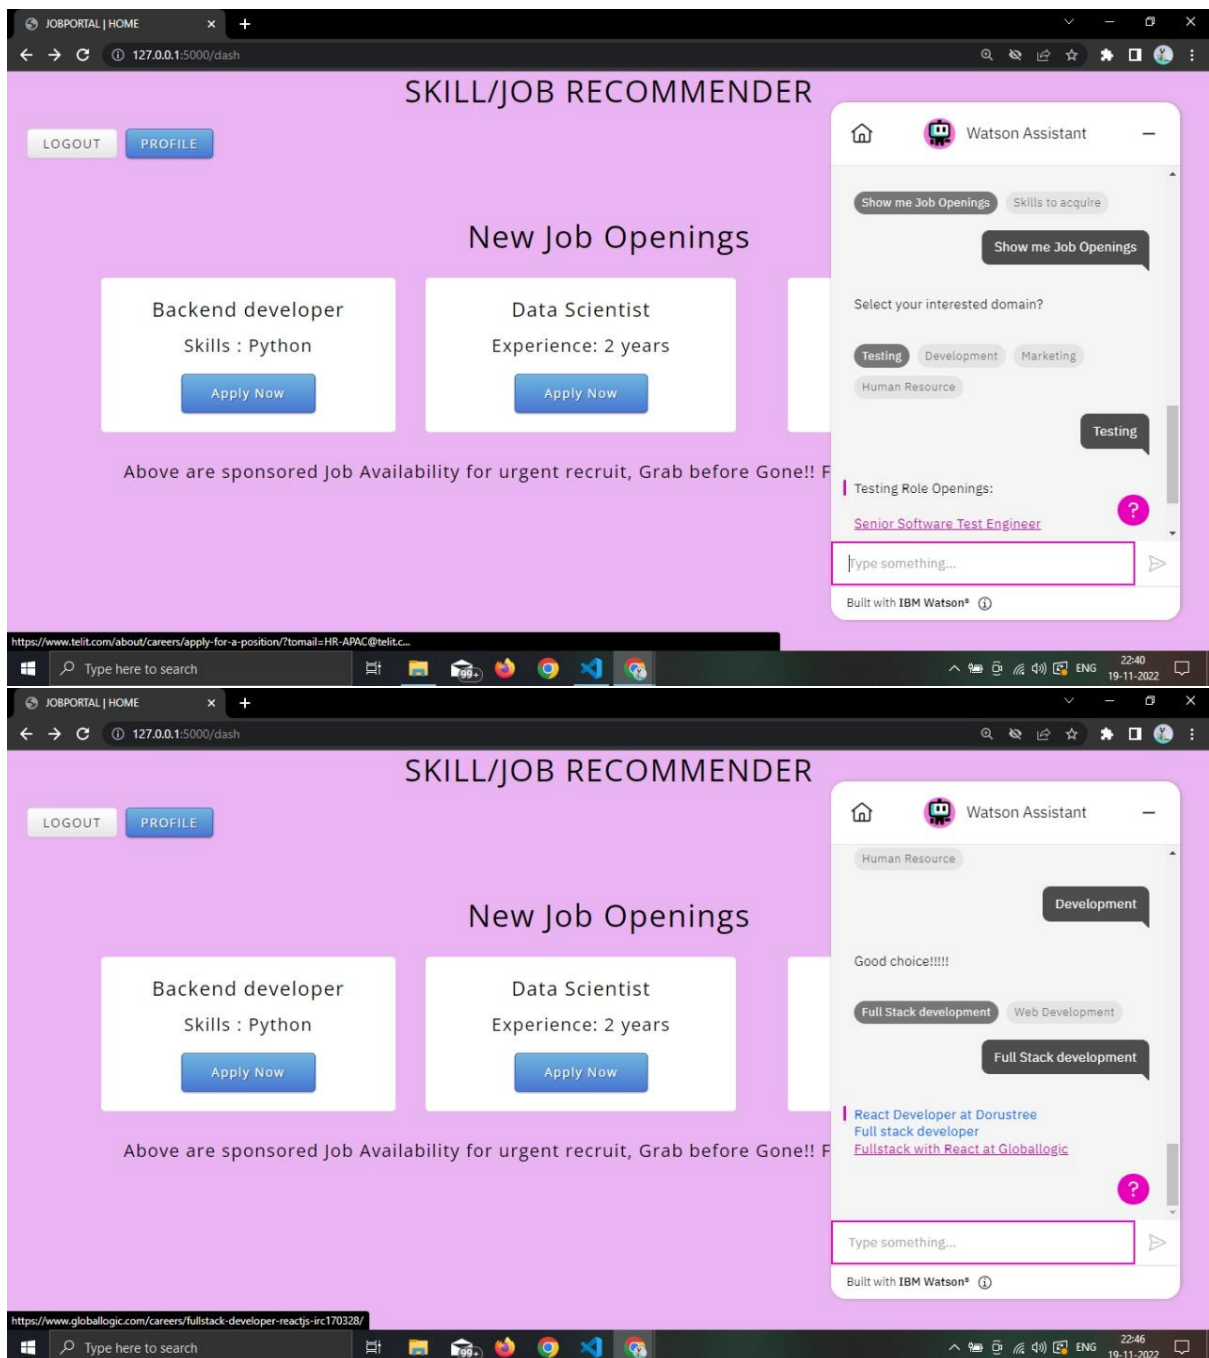 JOBPORTAL | HOME
127.0.0.1:5000/dash
SKILL/JOB RECOMMENDER
LOGOUT
PROFILE
New Job Openings
Backend developer
Skills : Python
Apply Now
Data Scientist
Experience: 2 years
Apply Now
Above are sponsored Job Availability for urgent recruit, Grab before Gone!! F
Watson Assistant
Show me Job Openings
Skills to acquire
Show me Job Openings
Select your interested domain?
Testing
Development
Marketing
Human Resource
Testing
Testing Role Openings:
Senior Software Test Engineer
?
Type something...
Built with IBM Watson®
https://www.telit.com/about/careers/apply-for-a-position/?tomail=HR-APAC@telit.c...
Type here to search
99+
ENG
22:40
19-11-2022
JOBPORTAL | HOME
127.0.0.1:5000/dash
SKILL/JOB RECOMMENDER
LOGOUT
PROFILE
New Job Openings
Backend developer
Skills : Python
Apply Now
Data Scientist
Experience: 2 years
Apply Now
Above are sponsored Job Availability for urgent recruit, Grab before Gone!! F
Watson Assistant
Human Resource
Development
Good choice!!!!!
Full Stack development
Web Development
Full Stack development
React Developer at Dorustree
Full stack developer
Fullstack with React at Globallogic
?
Type something...
Built with IBM Watson®
https://www.globallogic.com/careers/fullstack-developer-reactjs-irc170328/
Type here to search
99+
ENG
22:46
19-11-2022